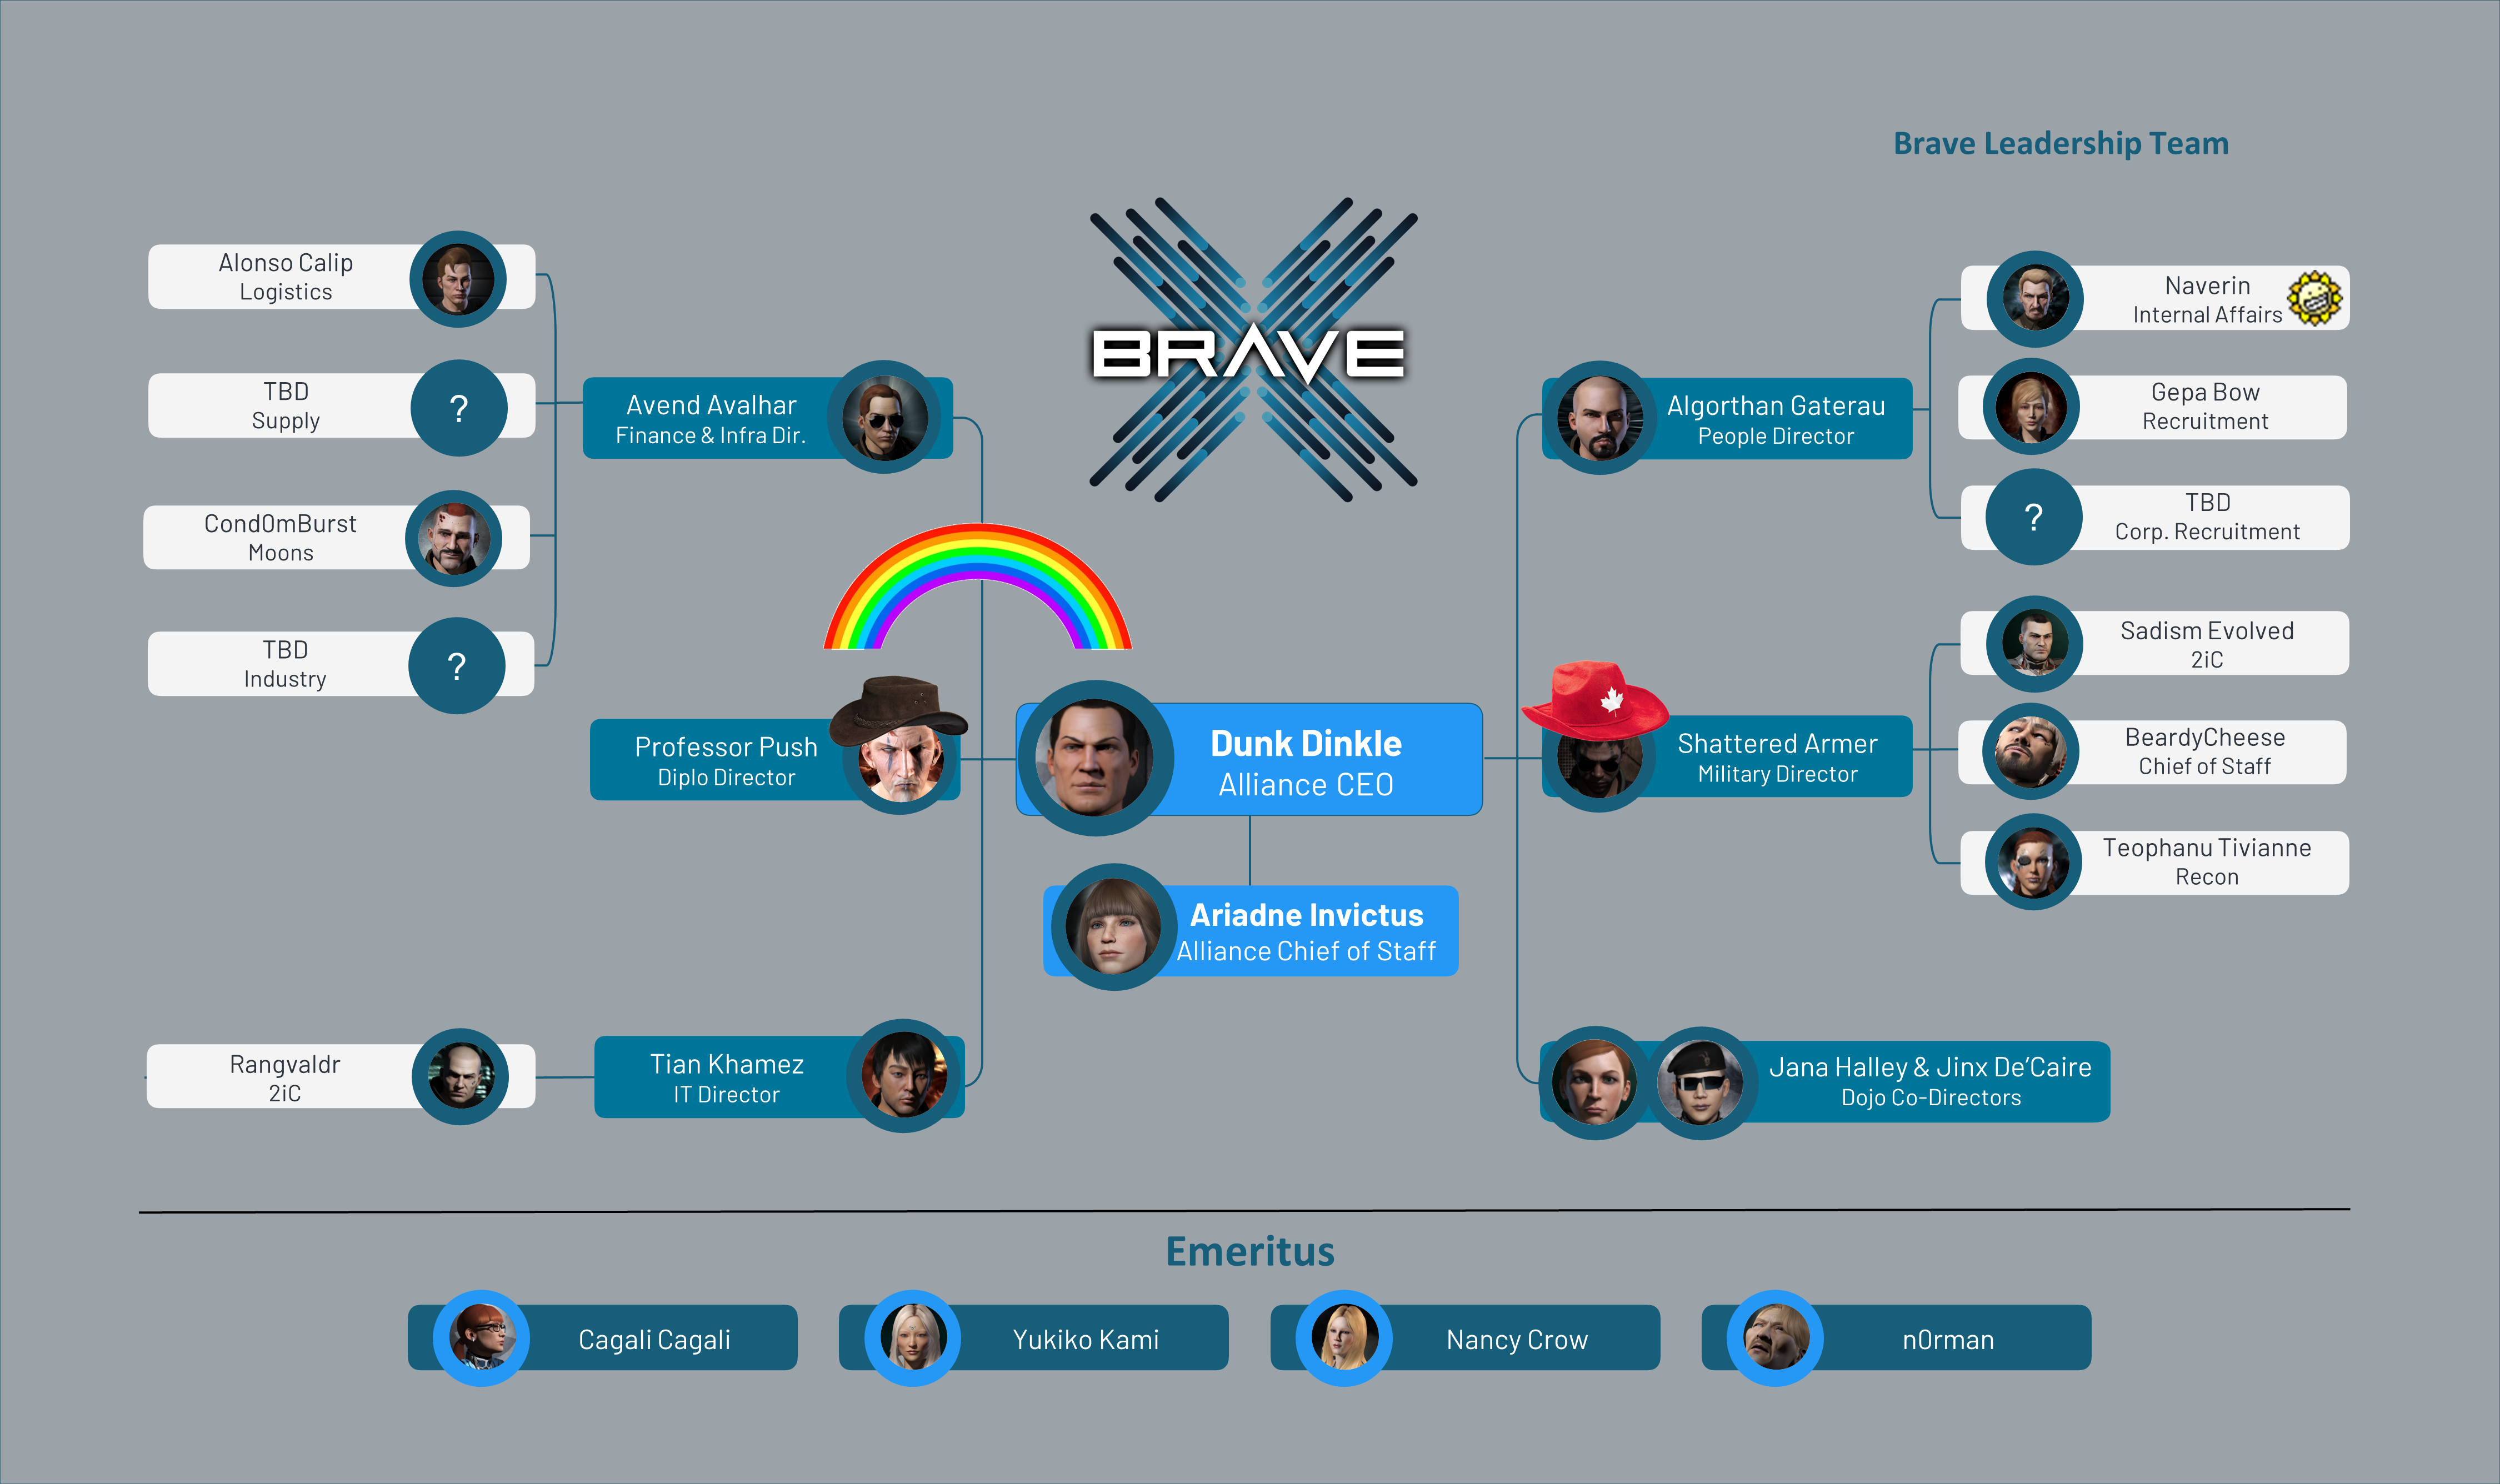 Brave Leadership Team
BRAVE
Alonso Calip
Logistics
TBD
Supply
?
Cond0mBurst
Moons
TBD
Industry
?
Avend Avalhar
Finance & Infra Dir.
Professor Push
Diplo Director
Rangvaldr
2iC
Tian Khamez
IT Director
Dunk Dinkle
Alliance CEO
Ariadne Invictus
Alliance Chief of Staff
Algorthan Gaterau
People Director
Naverin
Internal Affairs
Gepa Bow
Recruitment
?
TBD
Corp. Recruitment
Shattered Armer
Military Director
Sadism Evolved
2iC
BeardyCheese
Chief of Staff
Teophanu Tivianne
Recon
Jana Halley & Jinx De’Caire
Dojo Co-Directors
Emeritus
Cagali Cagali
Yukiko Kami
Nancy Crow
n0rman